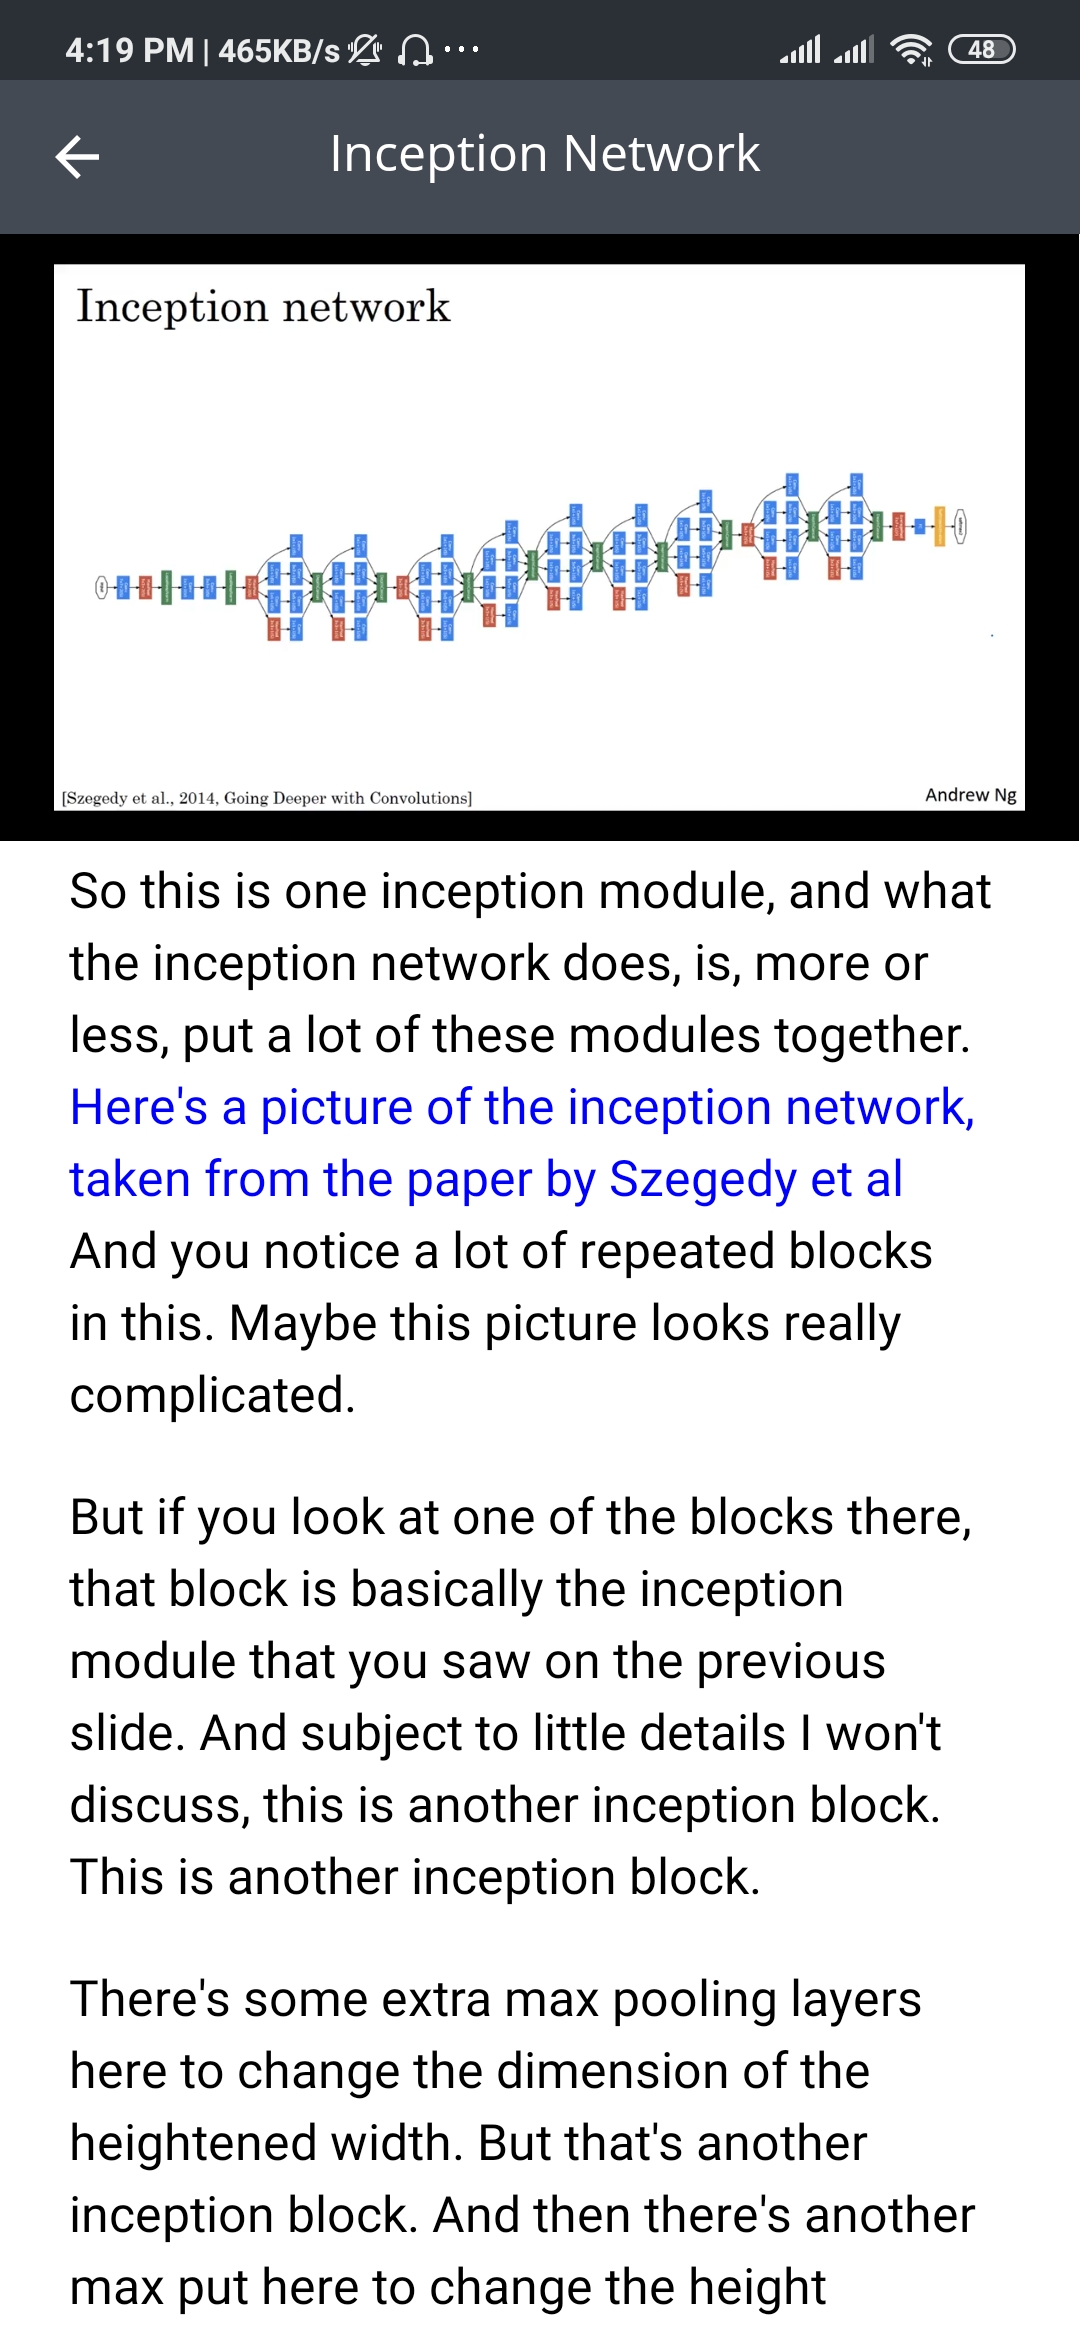 4:19 PM | 465KB/s
48
Inception Network
Inception network
[Szegedy et al., 2014, Going Deeper with Convolutions]
Andrew Ng
So this is one inception module, and what
the inception network does, is, more or
less, put a lot of these modules together.
Here's a picture of the inception network,
taken from the paper by Szegedy et al
And you notice a lot of repeated blocks
in this. Maybe this picture looks really
complicated.
But if you look at one of the blocks there,
that block is basically the inception
module that you saw on the previous
slide. And subject to little details I won't
discuss, this is another inception block.
This is another inception block.
There's some extra max pooling layers
here to change the dimension of the
heightened width. But that's another
inception block. And then there's another
max put here to change the height